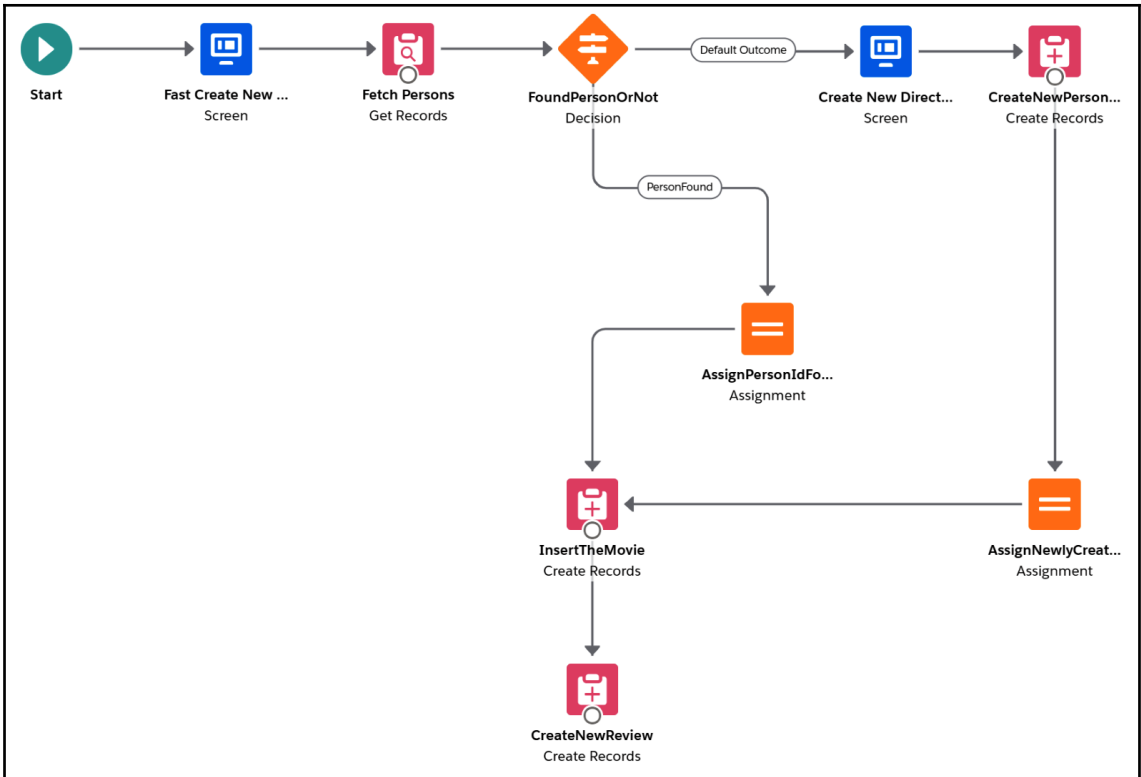 Start
Fast Create New ...
Screen
Fetch Persons
Get Records
FoundPersonOrNot
Decision
Default Outcome
Create New Direct...
Screen
CreateNewPerson...
Create Records
PersonFound
AssignPersonIdFo...
Assignment
InsertTheMovie
Create Records
AssignNewlyCreat...
Assignment
CreateNewReview
Create Records